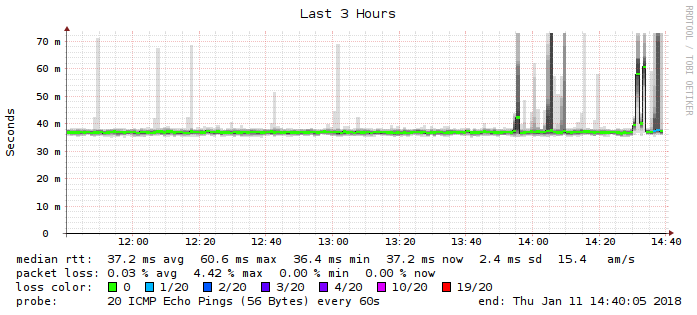 Last 3 Hours
RRDTOOL / TOBI OETIKER
Seconds
70 m
60 m
50 m
40 m
30 m
20 m
10 m
0
12:00 12:20 12:40 13:00 13:20 13:40 14:00 14:20 14:40
median rtt: 37.2 ms avg 60.6 ms max 36.4 ms min 37.2 ms now 2.4 ms sd 15.4 am/s
packet loss: 0.03 % avg 4.42 % max 0.00 % min 0.00 % now
loss color: 0 1/20 2/20 3/20 4/20 10/20 19/20
probe: 20 ICMP Echo Pings (56 Bytes) every 60s end: Thu Jan 11 14:40:05 2018